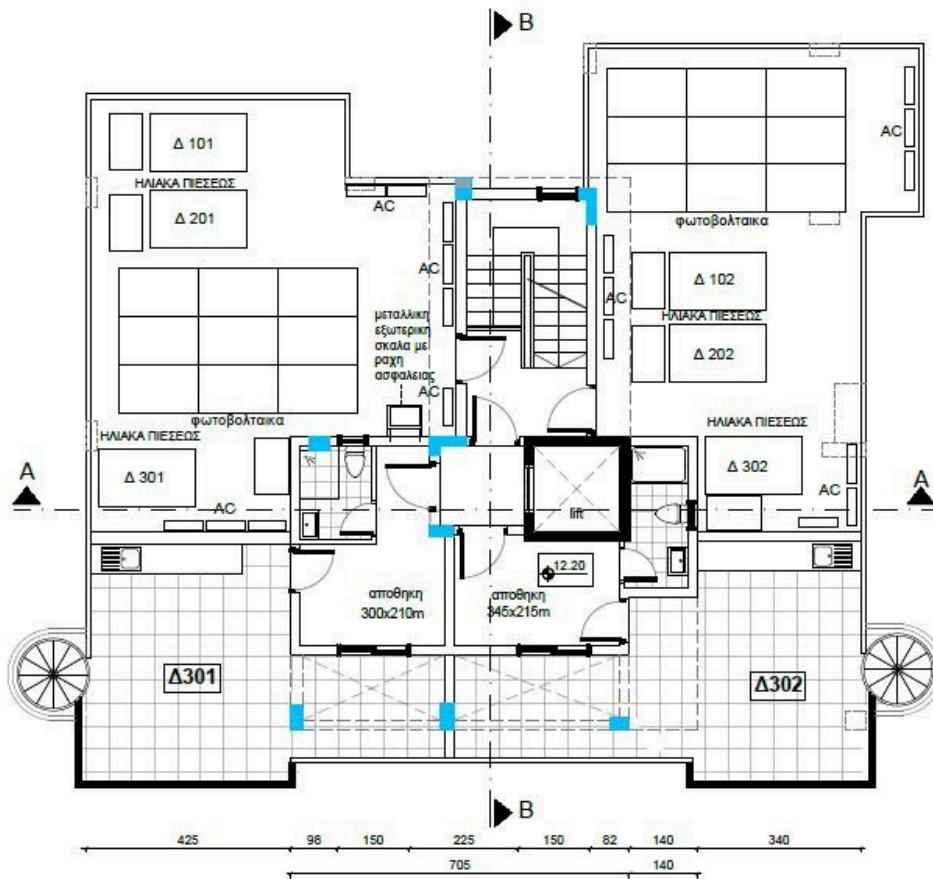 B
Δ 101
ΗΛΙΑΚΑ ΠΙΕΣΕΩΣ
Δ 201
AC
AC
φωτοβολταικα
AC
μεταλλικη
εξωτερικη
σκαλα με
ραχη
ασφαλειας
AC
AC
Δ 102
ΗΛΙΑΚΑ ΠΙΕΣΕΩΣ
Δ 202
φωτοβολταικα
ΗΛΙΑΚΑ ΠΙΕΣΕΩΣ
Δ 301
AC
ΗΛΙΑΚΑ ΠΙΕΣΕΩΣ
Δ 302
AC
A
A
lift
12.20
αποθηκη
300x210m
αποθηκη
345x215m
Δ301
Δ302
B
425 98 150 225 150 82 140 340
705 140